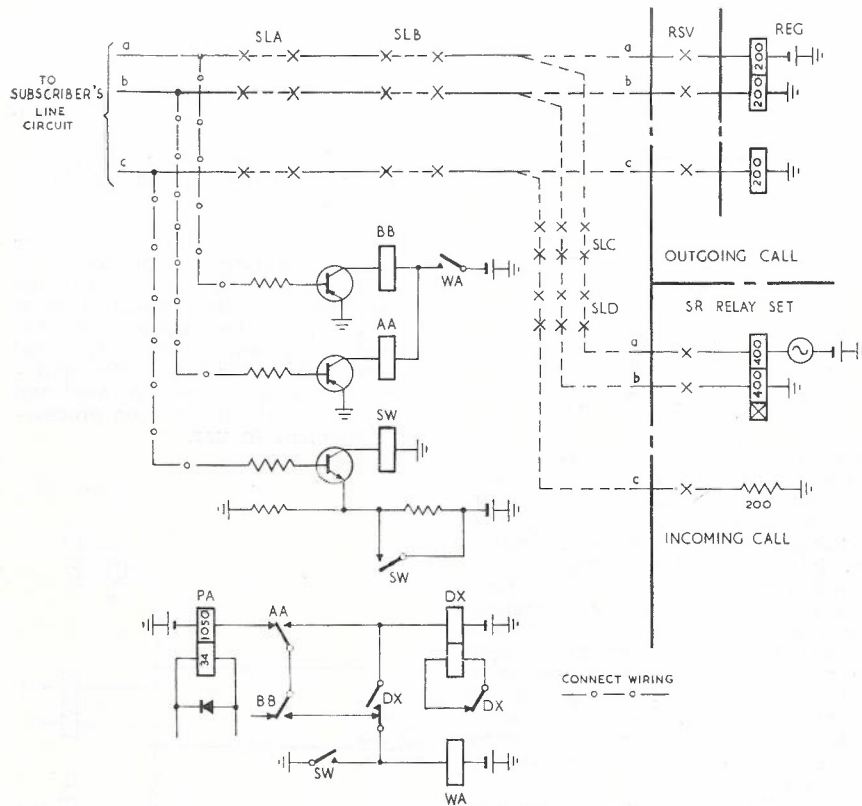 a
SLA
SLB
a
RSV
REG
200
b
b
200
TO
SUBSCRIBER'S
LINE
CIRCUIT
c
c
200
BB
WA
SLC
OUTGOING CALL
AA
SLD
SR RELAY SET
a
400
b
400
SW
c
200
SW
INCOMING CALL
PA
AA
DX
1050
34
CONNECT WIRING
BB
DX
DX
SW
WA